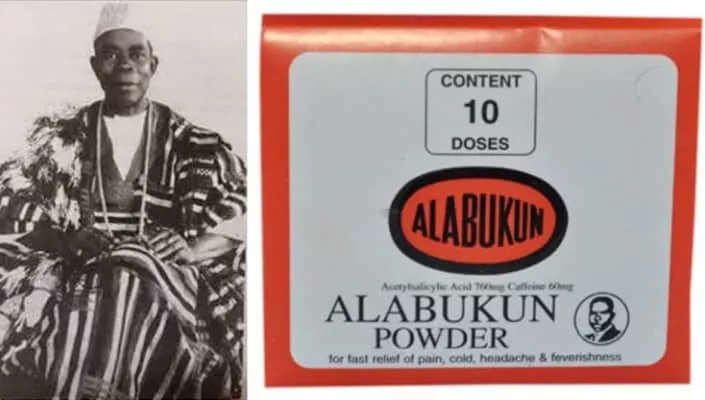 CONTENT
10
DOSES
ALABUKUN
Acetylsalicylic Acid 760mg Caffeine 60mg
ALABUKUN
POWDER
for fast relief of pain, cold, headache & feverishness